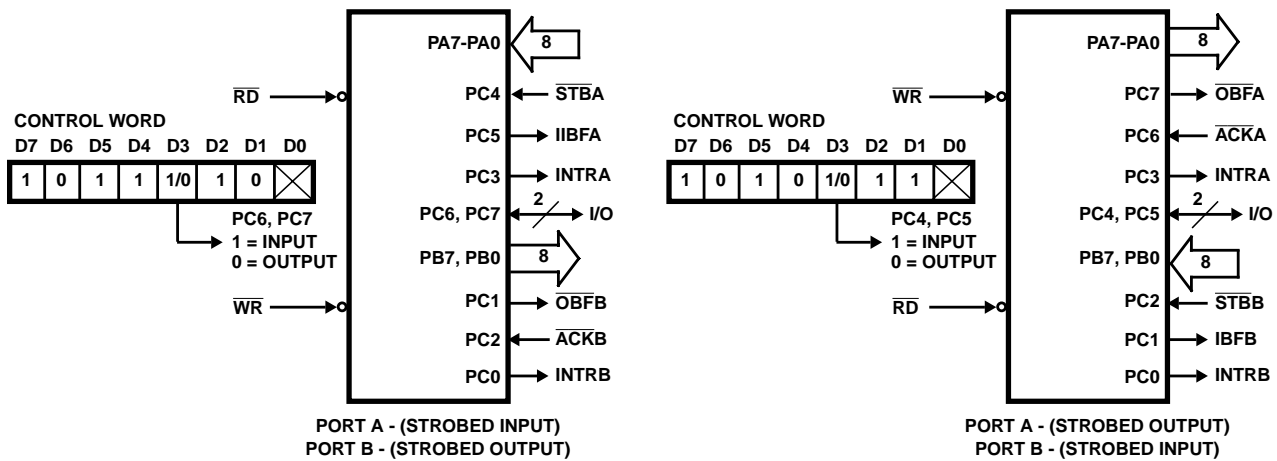 PA7-PA0 8
RD
PC4 STBA
CONTROL WORD
D7 D6 D5 D4 D3 D2 D1 D0
1 0 1 1 1/0 1 0
PC5 IIBFA
PC3 INTRA
PC6, PC7 2 I/O
PC6, PC7
1 = INPUT
0 = OUTPUT
PB7, PB0 8
WR
PC1 OBFB
PC2 ACKB
PC0 INTRB
PORT A - (STROBED INPUT)
PORT B - (STROBED OUTPUT)
PA7-PA0 8
WR
PC7 OBFA
CONTROL WORD
D7 D6 D5 D4 D3 D2 D1 D0
1 0 1 0 1/0 1 1
PC6 ACKA
PC3 INTRA
PC4, PC5 2 I/O
PC4, PC5
1 = INPUT
0 = OUTPUT
PB7, PB0 8
RD
PC2 STBB
PC1 IBFB
PC0 INTRB
PORT A - (STROBED OUTPUT)
PORT B - (STROBED INPUT)